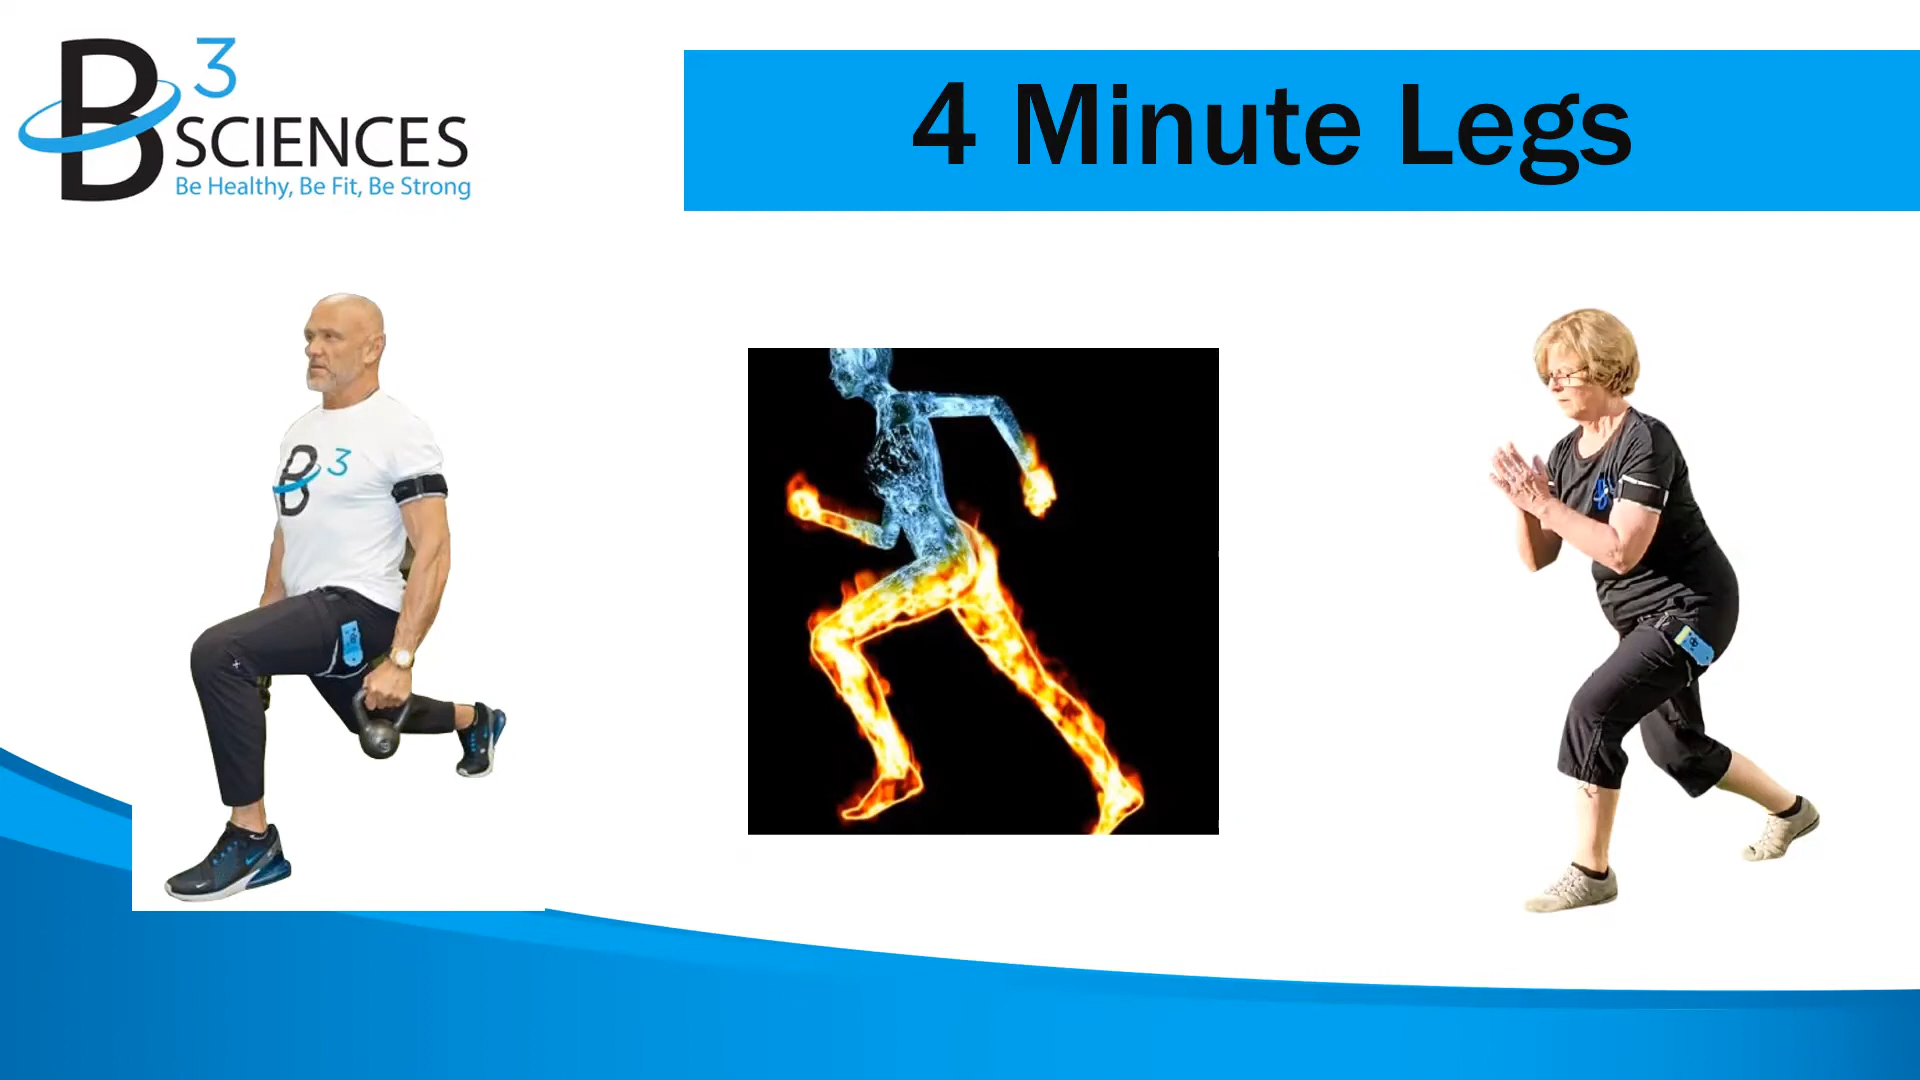 B3
SCIENCES
Be Healthy, Be Fit, Be Strong
4 Minute Legs
B3